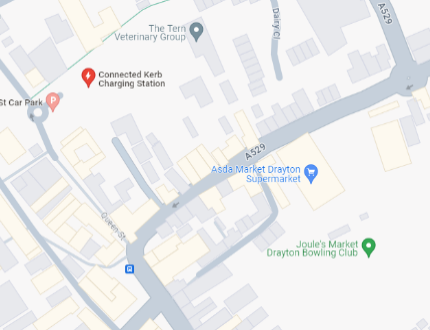 A529
Dairy Cl
The Tern
Veterinary Group
Connected Kerb
Charging Station
St Car Park
P
A529
Asda Market Drayton
Supermarket
Queen St
Joule's Market
Drayton Bowling Club